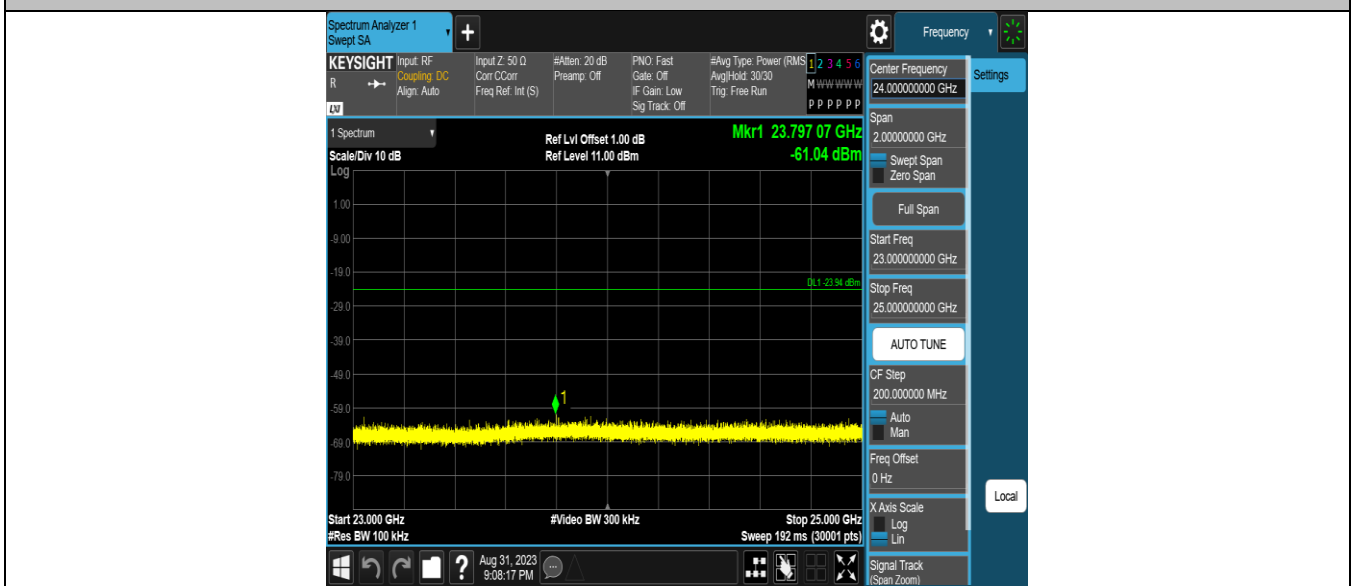 Spectrum Analyzer 1
Swept SA
+
Frequency
KEYSIGHT
R
LXI
Input: RF
Coupling: DC
Align: Auto
Input Z: 50 Ω
Corr CCorr
Freq Ref: Int (S)
#Atten: 20 dB
Preamp: Off
PNO: Fast
Gate: Off
IF Gain: Low
Sig Track: Off
#Avg Type: Power (RMS
Avg|Hold: 30/30
Trig: Free Run
1 2 3 4 5 6
M W W W W W
P P P P P P
Center Frequency
24.000000000 GHz
Settings
Span
2.00000000 GHz
Swept Span
Zero Span
Full Span
Start Freq
23.000000000 GHz
Stop Freq
25.000000000 GHz
AUTO TUNE
CF Step
200.000000 MHz
Auto
Man
Freq Offset
0 Hz
X Axis Scale
Log
Lin
Signal Track
(Span Zoom)
Local
1 Spectrum
Scale/Div 10 dB
Log
Ref Lvl Offset 1.00 dB
Ref Level 11.00 dBm
Mkr1 23.797 07 GHz
-61.04 dBm
1.00
-9.00
-19.0
DL1 -23.94 dBm
-29.0
-39.0
-49.0
1
-59.0
-69.0
-79.0
Start 23.000 GHz
#Res BW 100 kHz
#Video BW 300 kHz
Stop 25.000 GHz
Sweep 192 ms (30001 pts)
?
Aug 31, 2023
9:08:17 PM